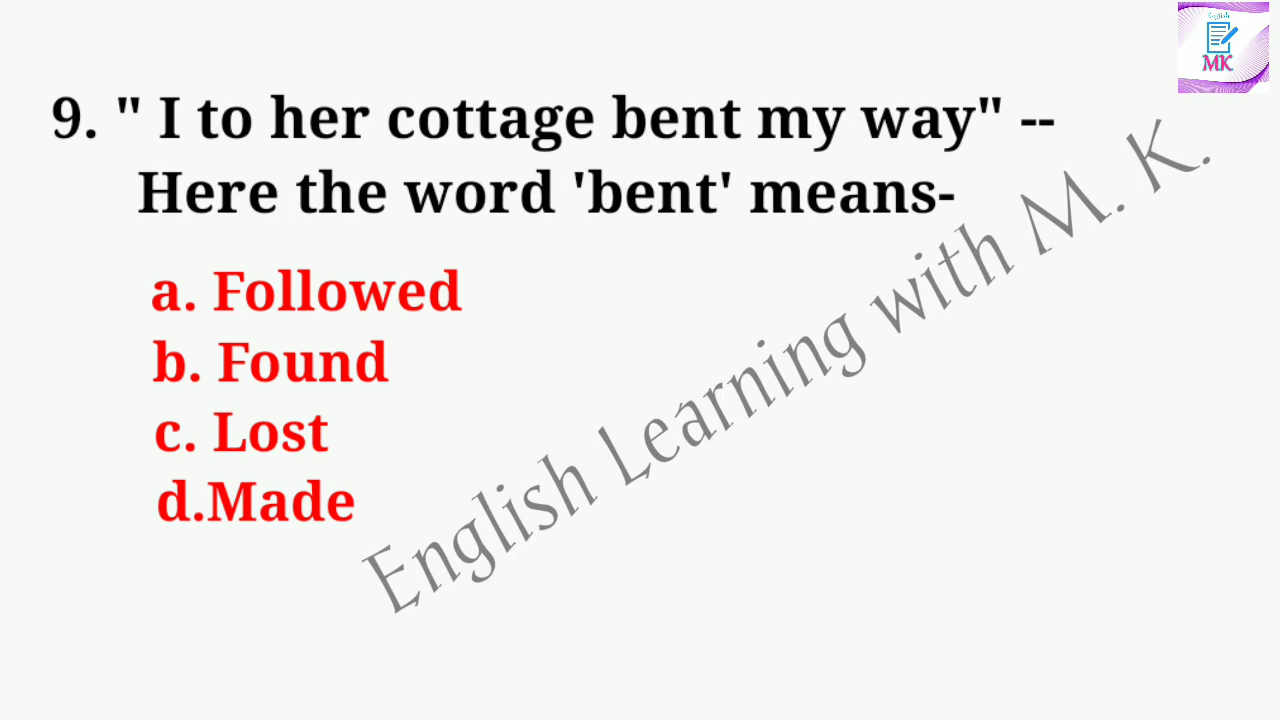 English
MK
9. " I to her cottage bent my way" --
Here the word 'bent' means-
a. Followed
b. Found
c. Lost
d.Made
English Learning with M. K.